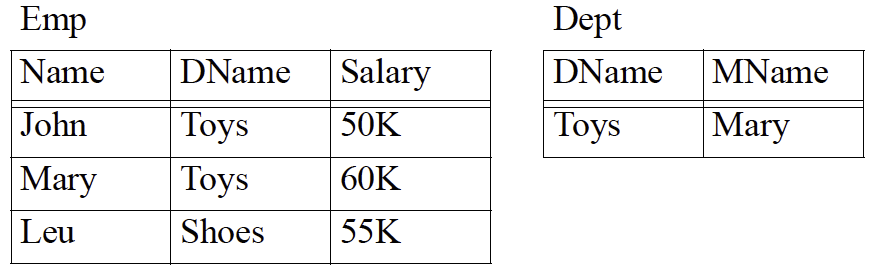 Emp
Name DName Salary
John Toys 50K
Mary Toys 60K
Leu Shoes 55K
Dept
DName MName
Toys Mary